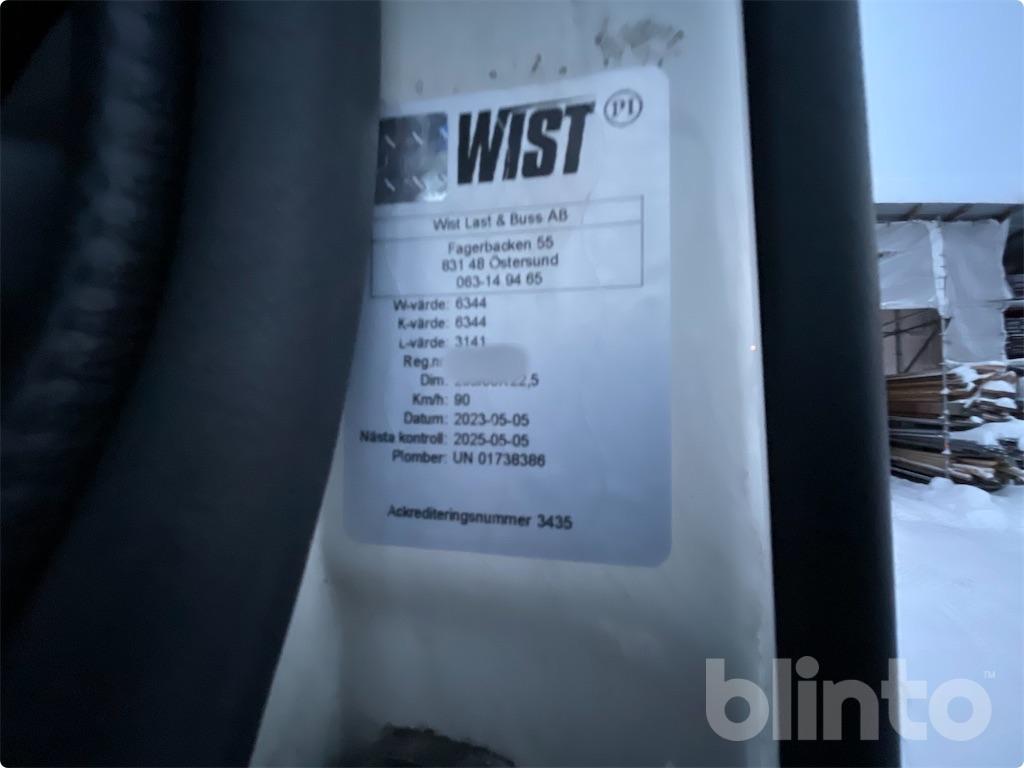 WIST PI
Wist Last & Buss AB
Fagerbacken 55
831 48 Östersund
063-14 94 65
W-värde: 6344
K-värde: 6344
L-värde: 3141
Reg.nr
Dim.
Km/h: 90
Datum: 2023-05-05
Nästa kontroll: 2025-05-05
Plomber: UN 01738386
Ackrediteringsnummer 3435
blinto™